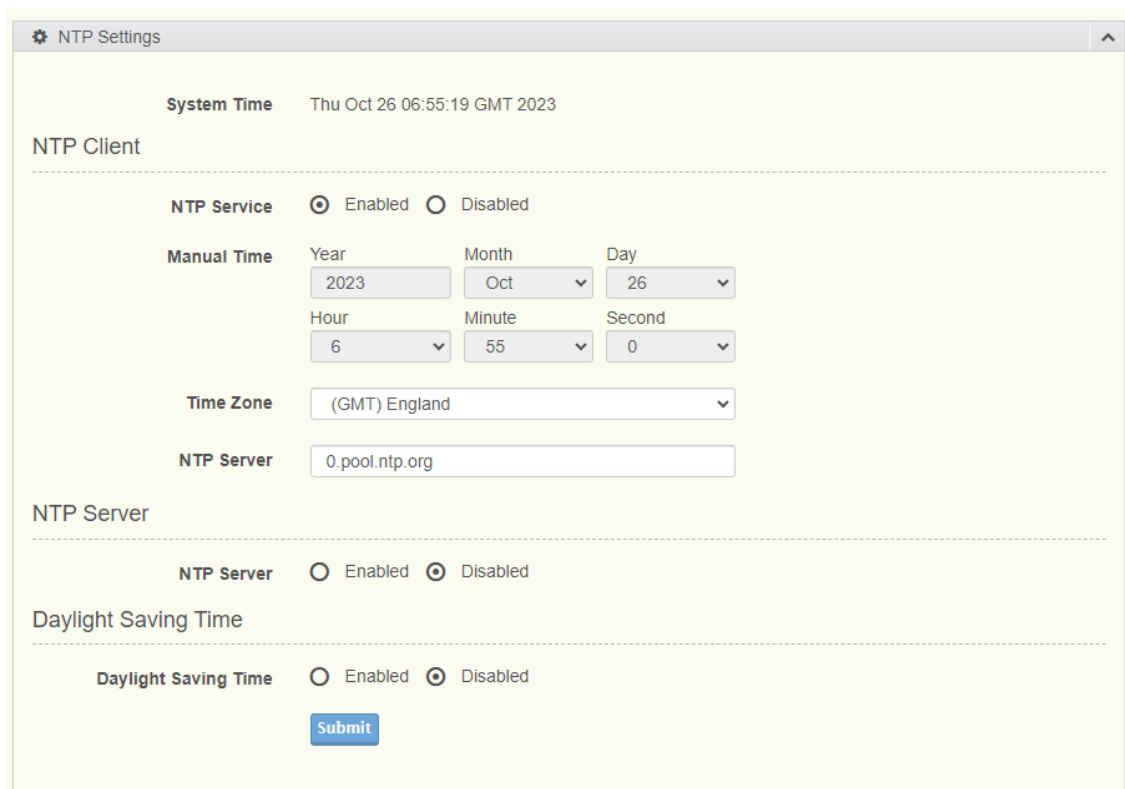 NTP Settings
System Time Thu Oct 26 06:55:19 GMT 2023
NTP Client
NTP Service Enabled Disabled
Manual Time Year Month Day
2023 Oct 26
Hour Minute Second
6 55 0
Time Zone (GMT) England
NTP Server 0.pool.ntp.org
NTP Server
NTP Server Enabled Disabled
Daylight Saving Time
Daylight Saving Time Enabled Disabled
Submit